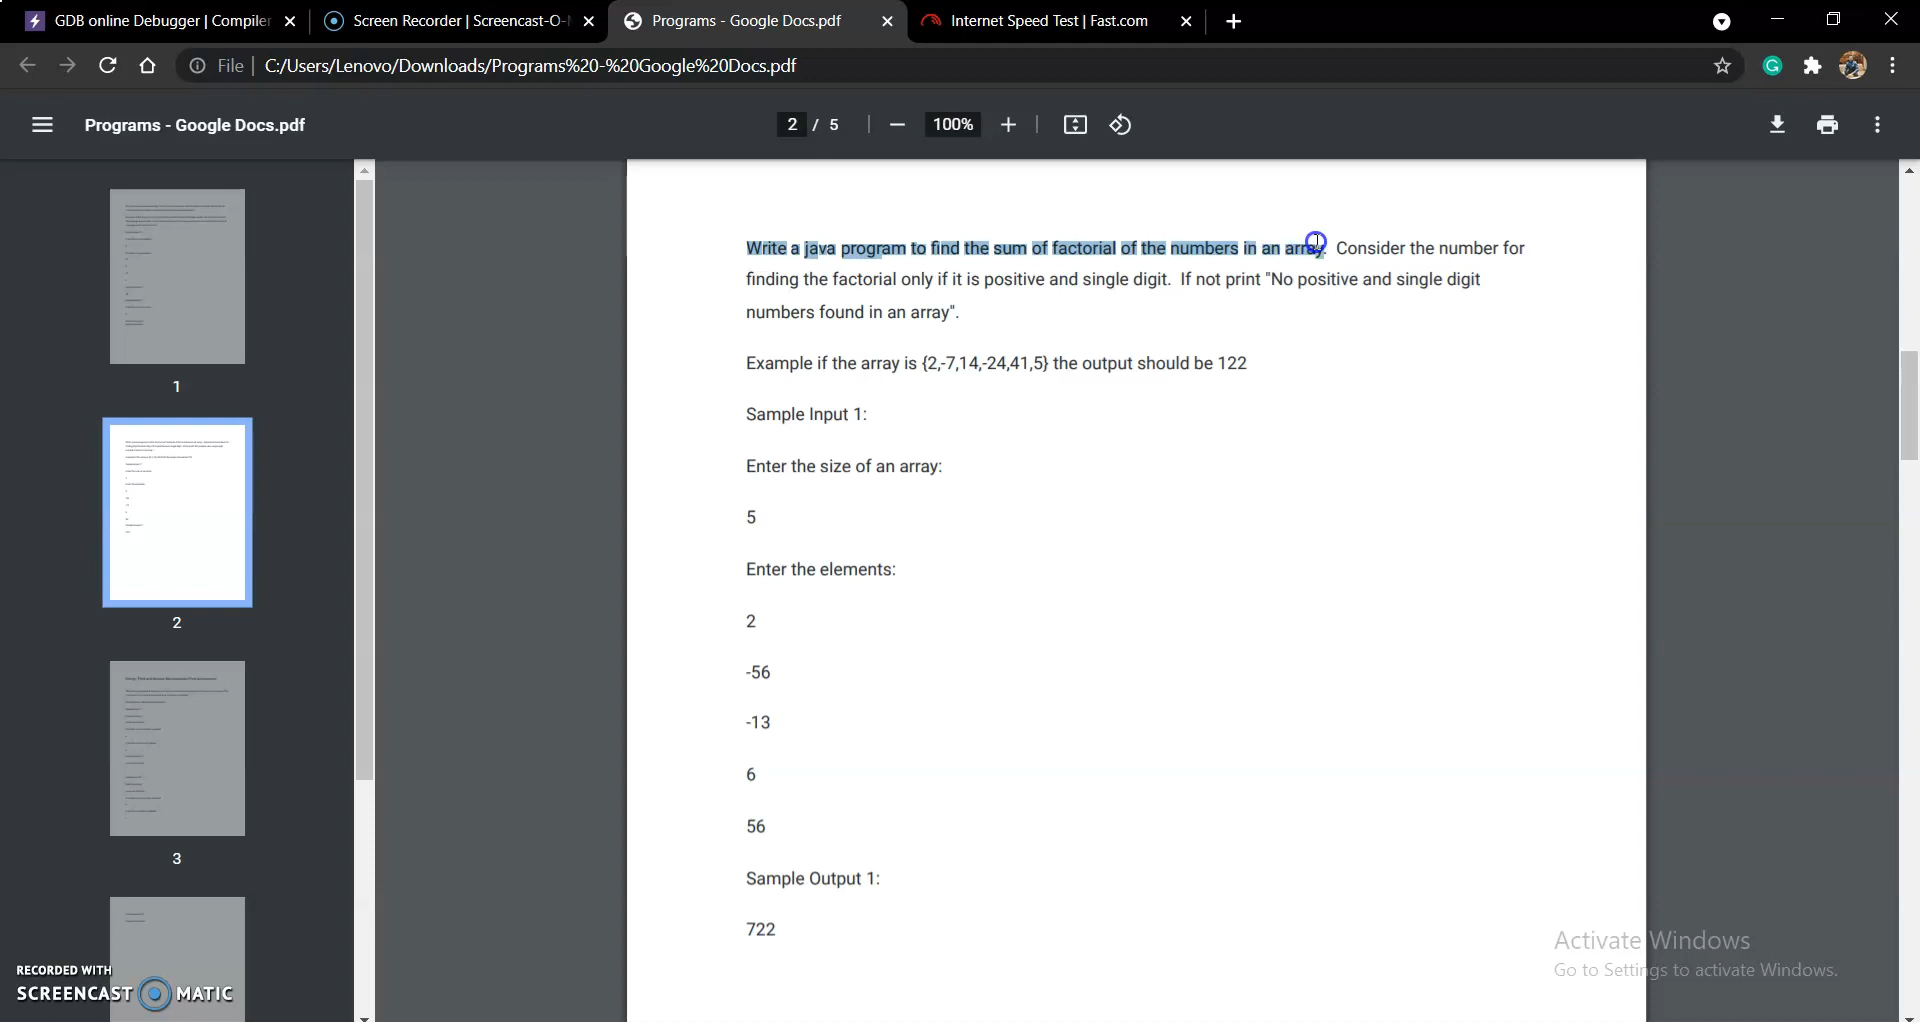 GDB online Debugger | Compiler
Screen Recorder | Screencast-O-
Programs - Google Docs.pdf
Internet Speed Test | Fast.com
File
C:/Users/Lenovo/Downloads/Programs%20-%20Google%20Docs.pdf
Programs - Google Docs.pdf
2 / 5
100%
Write a java program to find the sum of factorial of the numbers in an array. Consider the number for
finding the factorial only if it is positive and single digit. If not print "No positive and single digit
numbers found in an array".
Example if the array is {2,-7,14,-24,41,5} the output should be 122
Sample Input 1:
Enter the size of an array:
5
Enter the elements:
2
-56
-13
6
56
Sample Output 1:
722
1
2
3
RECORDED WITH
SCREENCAST MATIC
Activate Windows
Go to Settings to activate Windows.